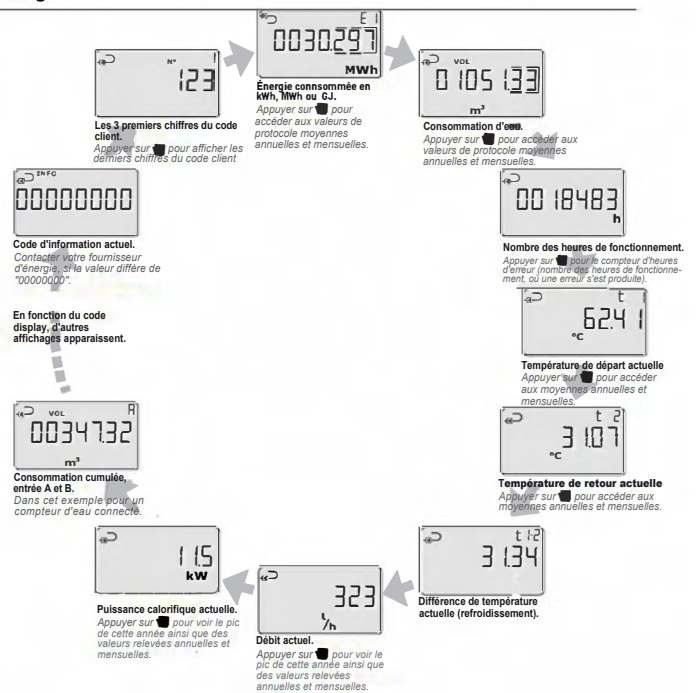 N° 1
123
Les 3 premiers chiffres du code
client.
Appuyer sur pour afficher les
derniers chiffres du code client
E1
0030.297
MWh
Énergie connsommée en
kWh, MWh ou GJ.
Appuyer sur pour
accéder aux valeurs de
protocole moyennes
annuelles et mensuelles.
VOL
01051.33
m³
Consommation d'eau.
Appuyer sur pour accéder aux
valeurs de protocole moyennes
annuelles et mensuelles.
0018483
h
Nombre des heures de fonctionnement.
Appuyer sur pour le compteur d'heures
d'erreur (nombre des heures de fonctionne-
ment, où une erreur s'est produite).
t 1
62.41
°C
Température de départ actuelle
Appuyer sur pour accéder
aux moyennes annuelles et
mensuelles.
t 2
31.07
°C
Température de retour actuelle
Appuyer sur pour accéder aux
moyennes annuelles et mensuelles.
t1-2
31.34
Différence de température
actuelle (refroidissement).
323
l/h
Débit actuel.
Appuyer sur pour voir le
pic de cette année ainsi que
des valeurs relevées
annuelles et mensuelles.
11.5
kW
Puissance calorifique actuelle.
Appuyer sur pour voir le pic
de cette année ainsi que des
valeurs relevées annuelles et
mensuelles.
VOL A
00347.32
m³
Consommation cumulée,
entrée A et B.
Dans cet exemple pour un
compteur d'eau connecté.
En fonction du code
display, d'autres
affichages apparaissent.
INFO
00000000
Code d'information actuel.
Contacter votre fournisseur
d'énergie, si la valeur diffère de
"00000000".